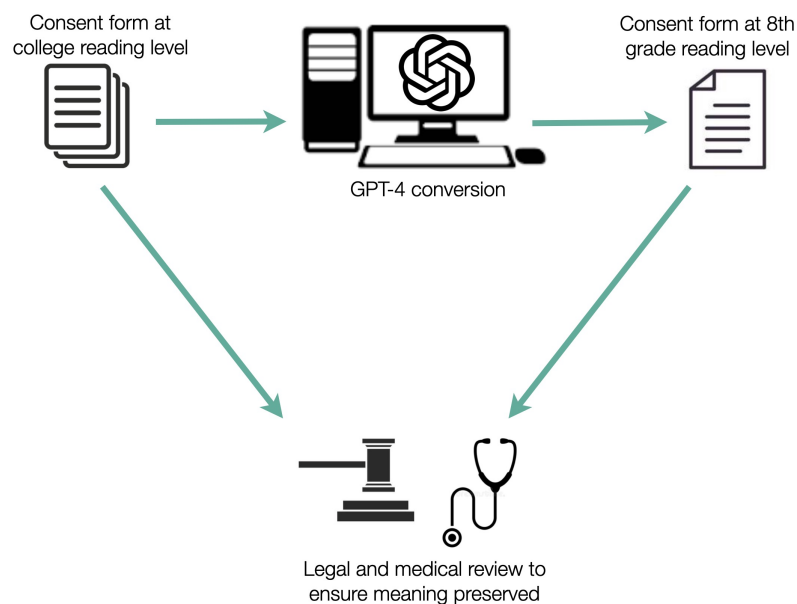 Consent form at
college reading level
Consent form at 8th
grade reading level
GPT-4 conversion
Legal and medical review to
ensure meaning preserved